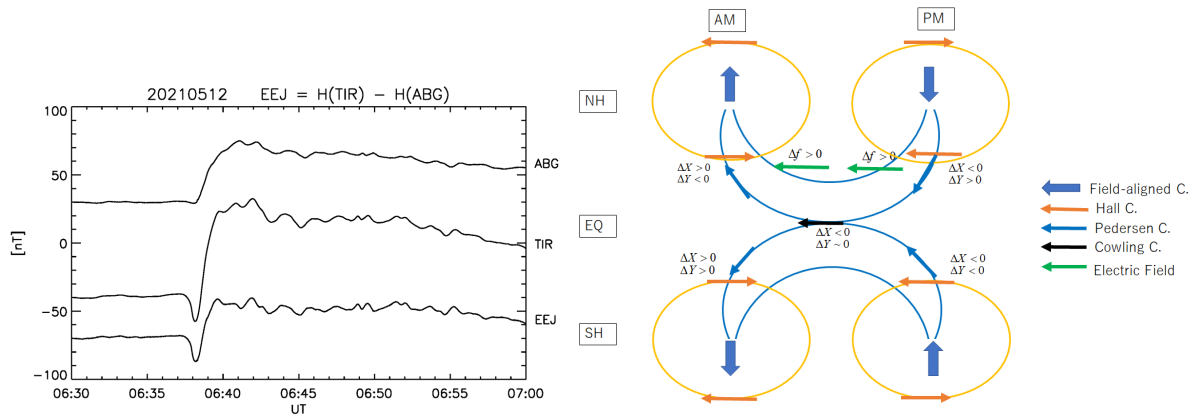 20210512 EEJ = H(TIR) − H(ABG)
100
50
0
−50
−100
[nT]
ABG
TIR
EEJ
06:30
06:35
06:40
06:45
06:50
06:55
07:00
UT
AM
PM
NH
Δf > 0
Δf > 0
ΔX > 0
ΔY < 0
ΔX < 0
ΔY > 0
EQ
ΔX < 0
ΔY ~ 0
ΔX > 0
ΔY > 0
ΔX < 0
ΔY < 0
SH
Field-aligned C.
Hall C.
Pedersen C.
Cowling C.
Electric Field